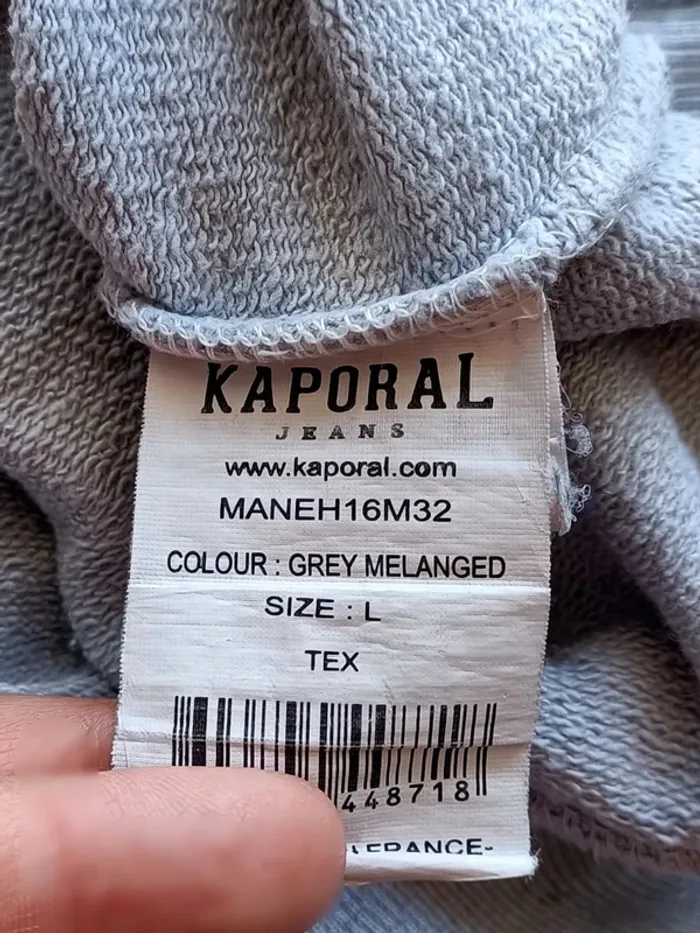 KAPORAL
JEANS
www.kaporal.com
MANEH16M32
COLOUR : GREY MELANGED
SIZE : L
TEX
448718